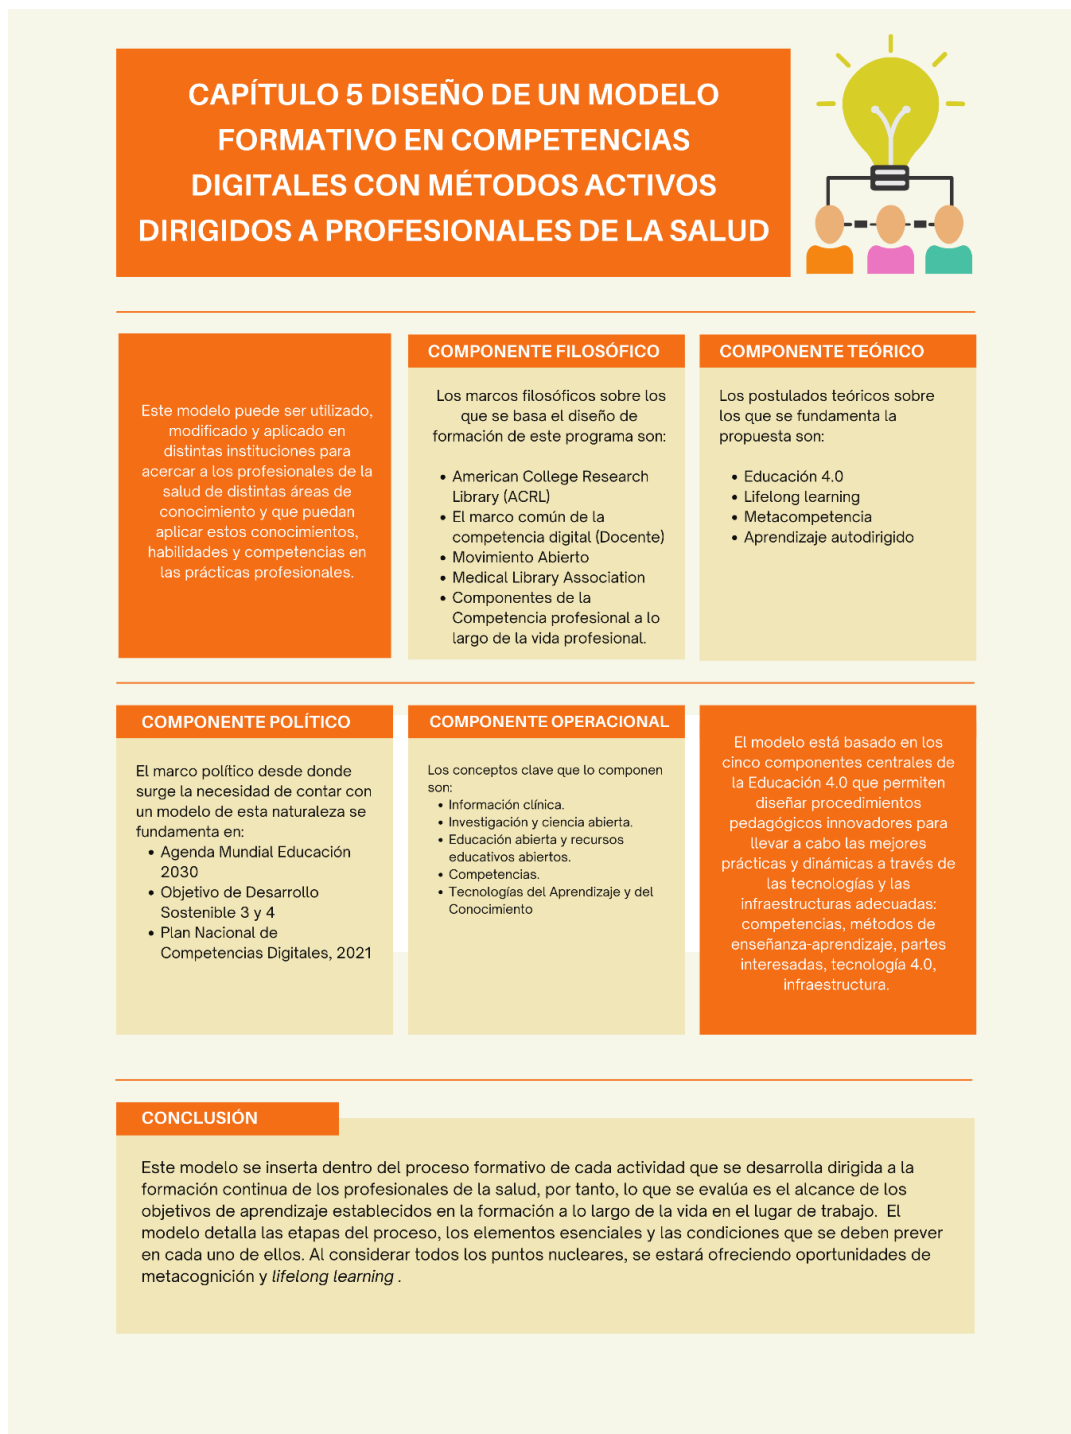 CAPÍTULO 5 DISEÑO DE UN MODELO
FORMATIVO EN COMPETENCIAS
DIGITALES CON MÉTODOS ACTIVOS
DIRIGIDOS A PROFESIONALES DE LA SALUD
Este modelo puede ser utilizado,
modificado y aplicado en
distintas instituciones para
acercar a los profesionales de la
salud de distintas áreas de
conocimiento y que puedan
aplicar estos conocimientos,
habilidades y competencias en
las prácticas profesionales.
COMPONENTE FILOSÓFICO
Los marcos filosóficos sobre los
que se basa el diseño de
formación de este programa son:
• American College Research
Library (ACRL)
• El marco común de la
competencia digital (Docente)
• Movimiento Abierto
• Medical Library Association
• Componentes de la
Competencia profesional a lo
largo de la vida profesional.
COMPONENTE TEÓRICO
Los postulados teóricos sobre
los que se fundamenta la
propuesta son:
• Educación 4.0
• Lifelong learning
• Metacompetencia
• Aprendizaje autodirigido
COMPONENTE POLÍTICO
El marco político desde donde
surge la necesidad de contar con
un modelo de esta naturaleza se
fundamenta en:
• Agenda Mundial Educación
2030
• Objetivo de Desarrollo
Sostenible 3 y 4
• Plan Nacional de
Competencias Digitales, 2021
COMPONENTE OPERACIONAL
Los conceptos clave que lo componen
son:
• Información clínica.
• Investigación y ciencia abierta.
• Educación abierta y recursos
educativos abiertos.
• Competencias.
• Tecnologías del Aprendizaje y del
Conocimiento
El modelo está basado en los
cinco componentes centrales de
la Educación 4.0 que permiten
diseñar procedimientos
pedagógicos innovadores para
llevar a cabo las mejores
prácticas y dinámicas a través de
las tecnologías y las
infraestructuras adecuadas:
competencias, métodos de
enseñanza-aprendizaje, partes
interesadas, tecnología 4.0,
infraestructura.
CONCLUSIÓN
Este modelo se inserta dentro del proceso formativo de cada actividad que se desarrolla dirigida a la
formación continua de los profesionales de la salud, por tanto, lo que se evalúa es el alcance de los
objetivos de aprendizaje establecidos en la formación a lo largo de la vida en el lugar de trabajo. El
modelo detalla las etapas del proceso, los elementos esenciales y las condiciones que se deben prever
en cada uno de ellos. Al considerar todos los puntos nucleares, se estará ofreciendo oportunidades de
metacognición y lifelong learning .